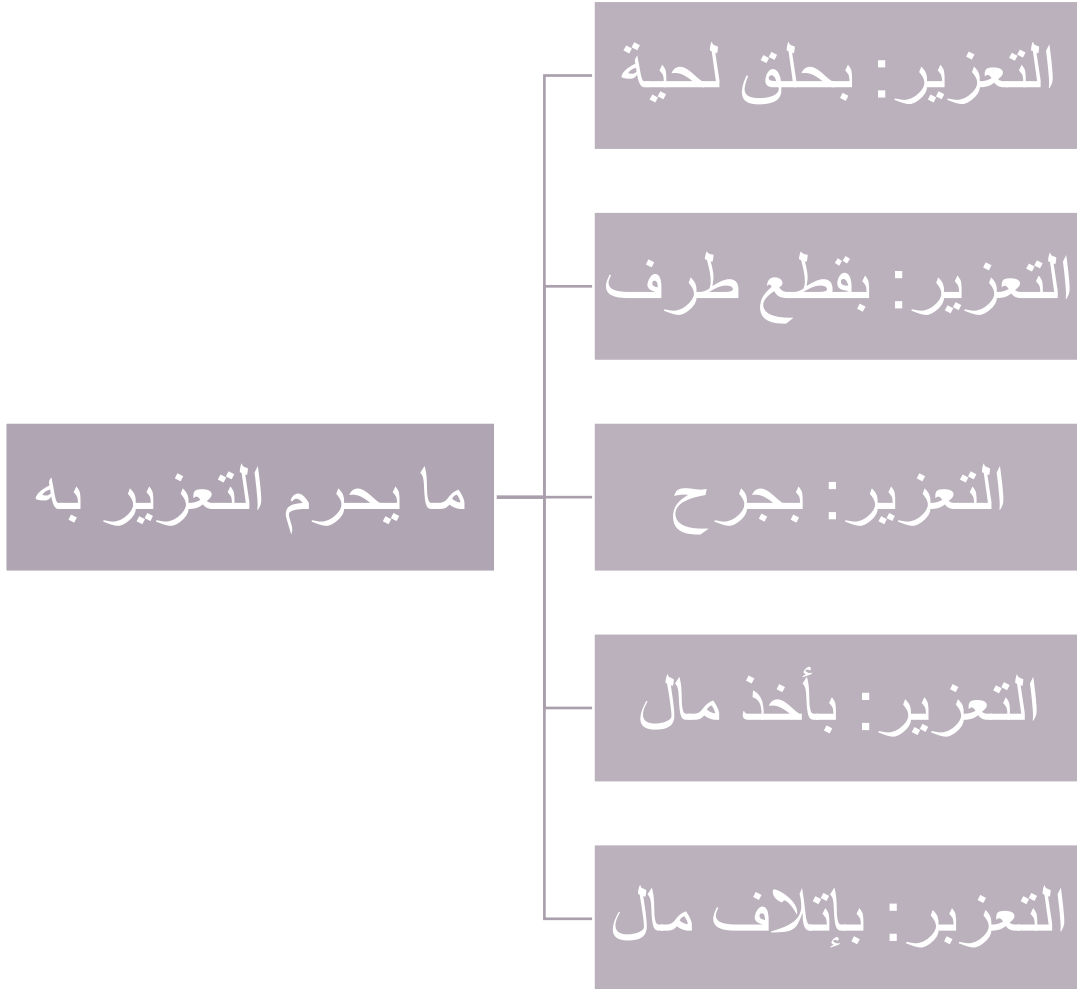 ما يحرم التعزير به
التعزير: بحلق لحية
التعزير: بقطع طرف
التعزير: بجرح
التعزير: بأخذ مال
التعزبر: بإتلاف مال